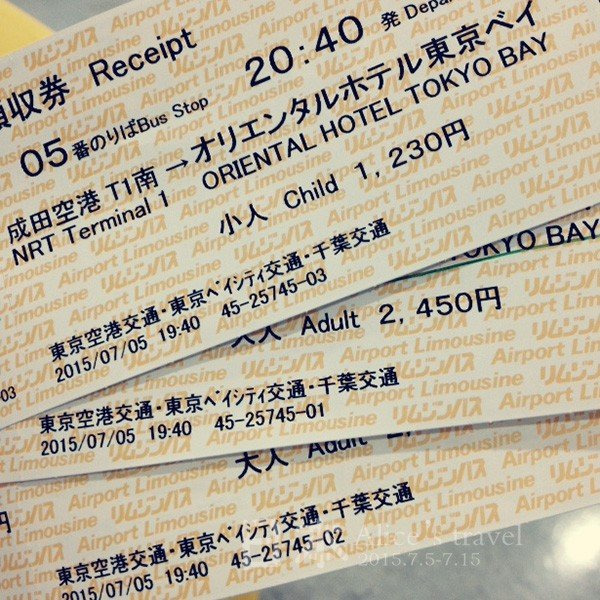 領収券 Receipt
20:40 発
05番のりばBus Stop
成田空港 T1南→オリエンタルホテル東京ベイ
NRT Terminal 1 ORIENTAL HOTEL TOKYO BAY
小人 Child 1,230円
東京空港交通・東京ベイシティ交通・千葉交通
2015/07/05 19:40 45-25745-03
TOKYO BAY
大人 Adult 2,450円
東京空港交通・東京ベイシティ交通・千葉交通
2015/07/05 19:40 45-25745-01
大人 Adult 2,
東京空港交通・東京ベイシティ交通・千葉交通
2015/07/05 19:40 45-25745-02
リムジンバス Airport Limousine
Alice's travel
2015.7.5-7.15